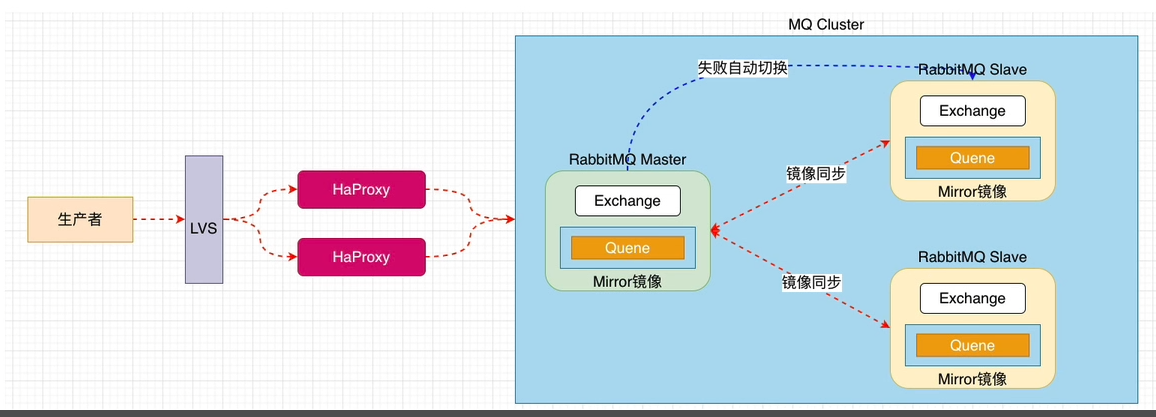 MQ Cluster
失败自动切换
RabbitMQ Slave
Exchange
Quene
Mirror镜像
RabbitMQ Master
Exchange
Quene
Mirror镜像
镜像同步
镜像同步
生产者
LVS
HaProxy
HaProxy
RabbitMQ Slave
Exchange
Quene
Mirror镜像